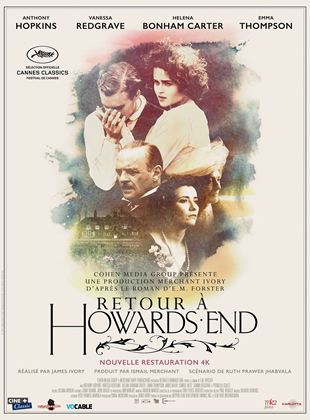 ANTHONY HOPKINS
VANESSA REDGRAVE
HELENA BONHAM CARTER
EMMA THOMPSON
SÉLECTION OFFICIELLE
CANNES CLASSICS
FESTIVAL DE CANNES
COHEN MEDIA GROUP PRÉSENTE
UNE PRODUCTION MERCHANT IVORY
D'APRÈS LE ROMAN D'E.M. FORSTER
RETOUR À
HOWARDS·END
NOUVELLE RESTAURATION 4K
RÉALISÉ PAR JAMES IVORY
PRODUIT PAR ISMAIL MERCHANT
SCÉNARIO DE RUTH PRAWER JHABVALA
CINE+
Classic
VOCABLE
mk2
CARLOTTA